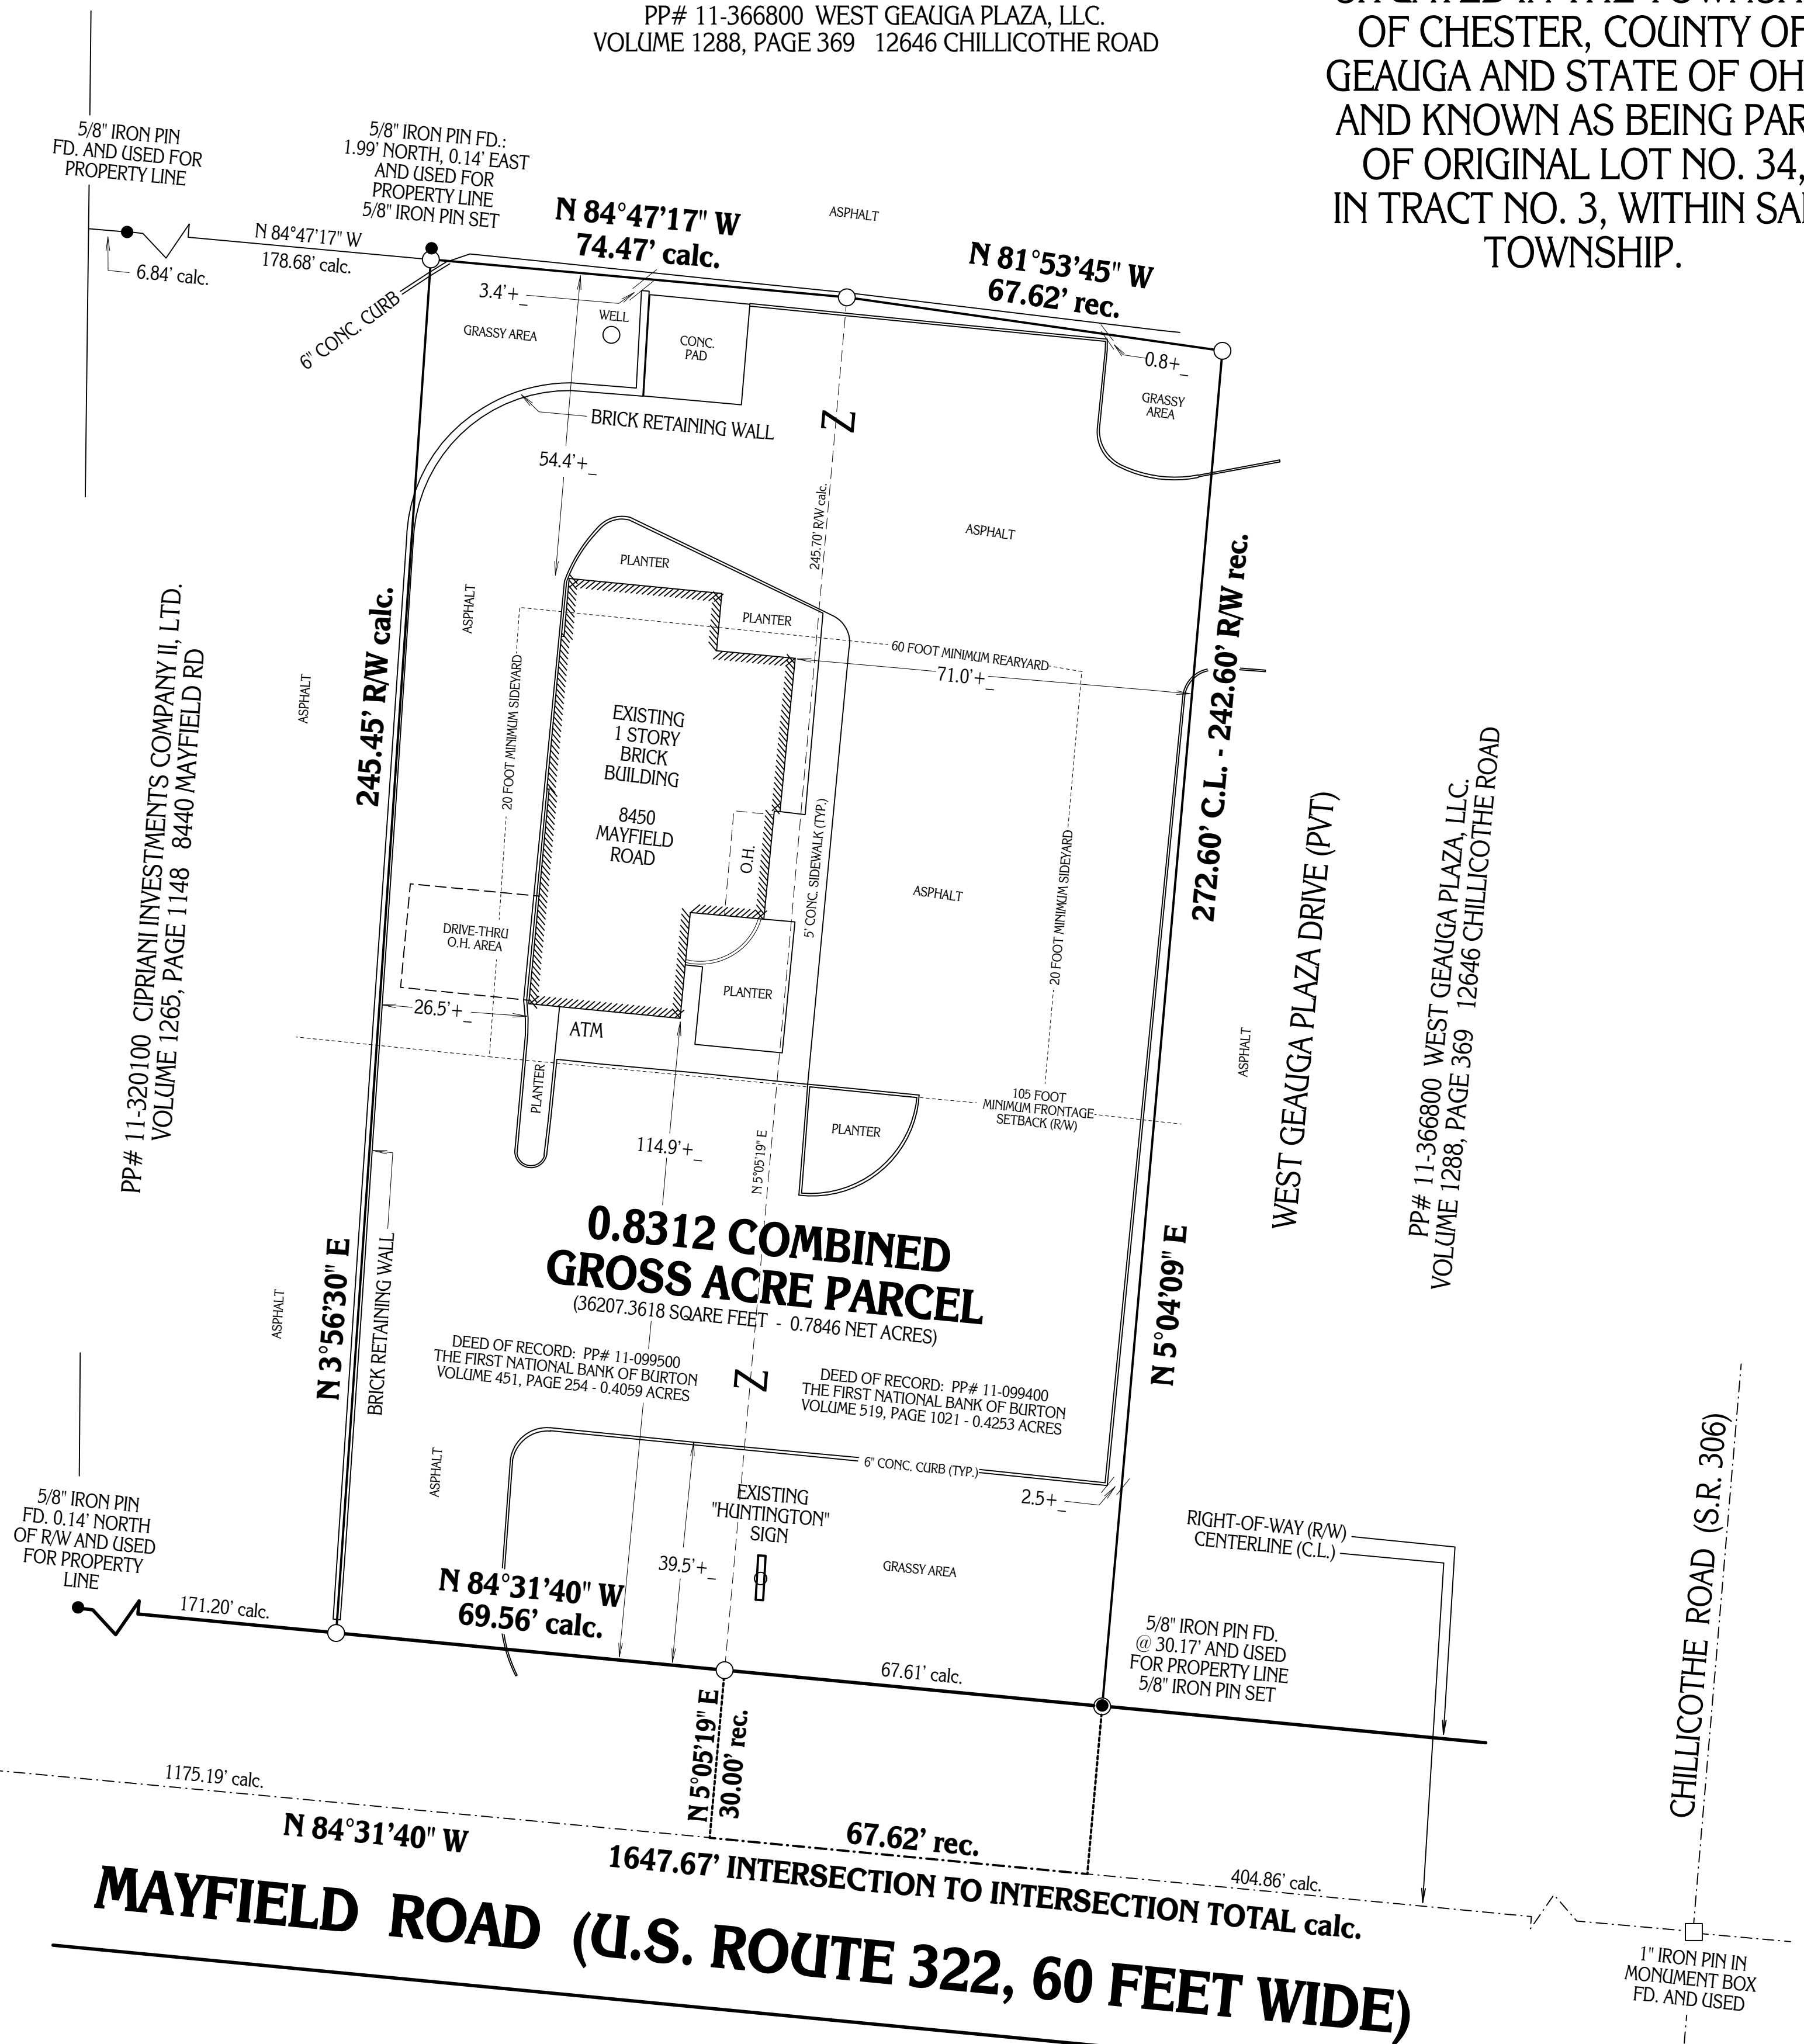 PP# 11-366800 WEST GEAUGA PLAZA, LLC.
VOLUME 1288, PAGE 369 12646 CHILLICOTHE ROAD
OF CHESTER, COUNTY OF
GEAUGA AND STATE OF OH
AND KNOWN AS BEING PAR
OF ORIGINAL LOT NO. 34,
IN TRACT NO. 3, WITHIN SAI
TOWNSHIP.
5/8" IRON PIN
FD. AND USED FOR
PROPERTY LINE
5/8" IRON PIN FD.:
1.99' NORTH, 0.14' EAST
AND USED FOR
PROPERTY LINE
5/8" IRON PIN SET
N 84°47'17" W
74.47' calc.
ASPHALT
N 81°53'45" W
67.62' rec.
N 84°47'17" W
178.68' calc.
6.84' calc.
6" CONC. CURB
3.4'+_
GRASSY AREA
WELL
CONC.
PAD
0.8+_
GRASSY
AREA
BRICK RETAINING WALL
Z
54.4'+_
245.70' R/W calc.
ASPHALT
PLANTER
PLANTER
ASPHALT
60 FOOT MINIMUM REARYARD
71.0'+_
20 FOOT MINIMUM SIDEYARD
EXISTING
1 STORY
BRICK
BUILDING
8450
MAYFIELD
ROAD
O.H.
5' CONC. SIDEWALK (TYP.)
ASPHALT
20 FOOT MINIMUM SIDEYARD
272.60' C.L. - 242.60' R/W rec.
245.45' R/W calc.
ASPHALT
PP# 11-320100 CIPRIANI INVESTMENTS COMPANY II, LTD.
VOLUME 1265, PAGE 1148 8440 MAYFIELD RD
DRIVE-THRU
O.H. AREA
26.5'+_
PLANTER
ATM
PLANTER
105 FOOT
MINIMUM FRONTAGE
SETBACK (R/W)
PLANTER
114.9'+_
N 5°05'19" E
ASPHALT
WEST GEAUGA PLAZA DRIVE (PVT)
PP# 11-366800 WEST GEAUGA PLAZA, LLC.
VOLUME 1288, PAGE 369 12646 CHILLICOTHE ROAD
0.8312 COMBINED
GROSS ACRE PARCEL
(36207.3618 SQARE FEET - 0.7846 NET ACRES)
N 3°56'30" E
BRICK RETAINING WALL
ASPHALT
N 5°04'09" E
DEED OF RECORD: PP# 11-099500
THE FIRST NATIONAL BANK OF BURTON
VOLUME 451, PAGE 254 - 0.4059 ACRES
Z
DEED OF RECORD: PP# 11-099400
THE FIRST NATIONAL BANK OF BURTON
VOLUME 519, PAGE 1021 - 0.4253 ACRES
6" CONC. CURB (TYP.)
ASPHALT
EXISTING
"HUNTINGTON"
SIGN
2.5+_
39.5'+_
GRASSY AREA
RIGHT-OF-WAY (R/W)
CENTERLINE (C.L.)
CHILLICOTHE ROAD (S.R. 306)
5/8" IRON PIN
FD. 0.14' NORTH
OF R/W AND USED
FOR PROPERTY
LINE
171.20' calc.
N 84°31'40" W
69.56' calc.
67.61' calc.
5/8" IRON PIN FD.
@ 30.17' AND USED
FOR PROPERTY LINE
5/8" IRON PIN SET
N 5°05'19" E
30.00' rec.
1175.19' calc.
N 84°31'40" W
67.62' rec.
1647.67' INTERSECTION TO INTERSECTION TOTAL calc.
404.86' calc.
MAYFIELD ROAD (U.S. ROUTE 322, 60 FEET WIDE)
1" IRON PIN IN
MONUMENT BOX
FD. AND USED